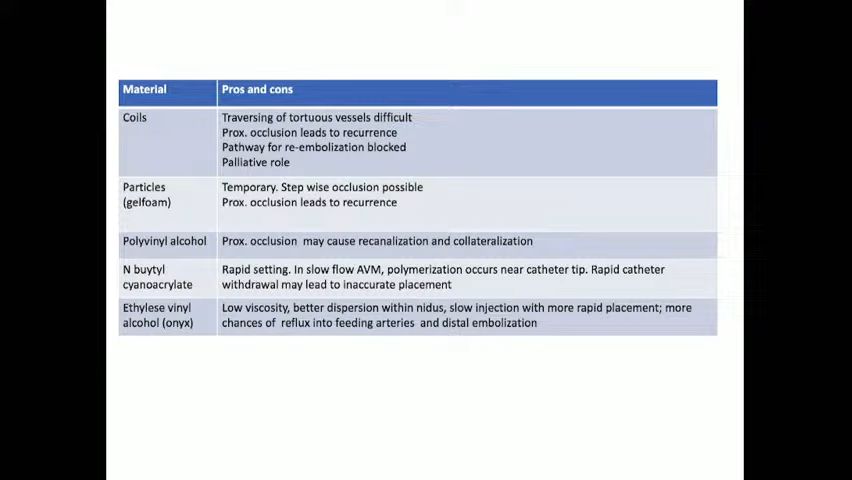 Material Pros and cons
Coils Traversing of tortuous vessels difficult
Prox. occlusion leads to recurrence
Pathway for re-embolization blocked
Palliative role
Particles Temporary. Step wise occlusion possible
(gelfoam) Prox. occlusion leads to recurrence
Polyvinyl alcohol Prox. occlusion may cause recanalization and collateralization
N buytyl Rapid setting. In slow flow AVM, polymerization occurs near catheter tip. Rapid catheter
cyanoacrylate withdrawal may lead to inaccurate placement
Ethylese vinyl Low viscosity, better dispersion within nidus, slow injection with more rapid placement; more
alcohol (onyx) chances of reflux into feeding arteries and distal embolization